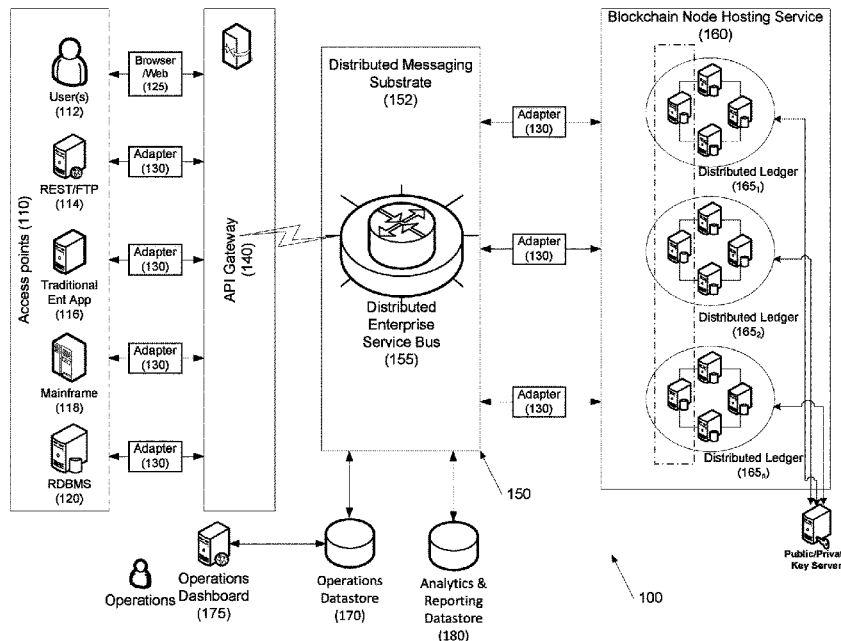 Blockchain Node Hosting Service
(160)
Access points (110)
User(s)
(112)
REST/FTP
(114)
Traditional
Ent App
(116)
Mainframe
(118)
RDBMS
(120)
Browser
/Web
(125)
Adapter
(130)
Adapter
(130)
Adapter
(130)
Adapter
(130)
API Gateway
(140)
Distributed Messaging
Substrate
(152)
Distributed
Enterprise
Service Bus
(155)
150
Adapter
(130)
Adapter
(130)
Adapter
(130)
Distributed Ledger
(165₁)
Distributed Ledger
(165₂)
Distributed Ledger
(165ₙ)
Public/Private
Key Server
Operations
Operations
Dashboard
(175)
Operations
Datastore
(170)
Analytics &
Reporting
Datastore
(180)
100